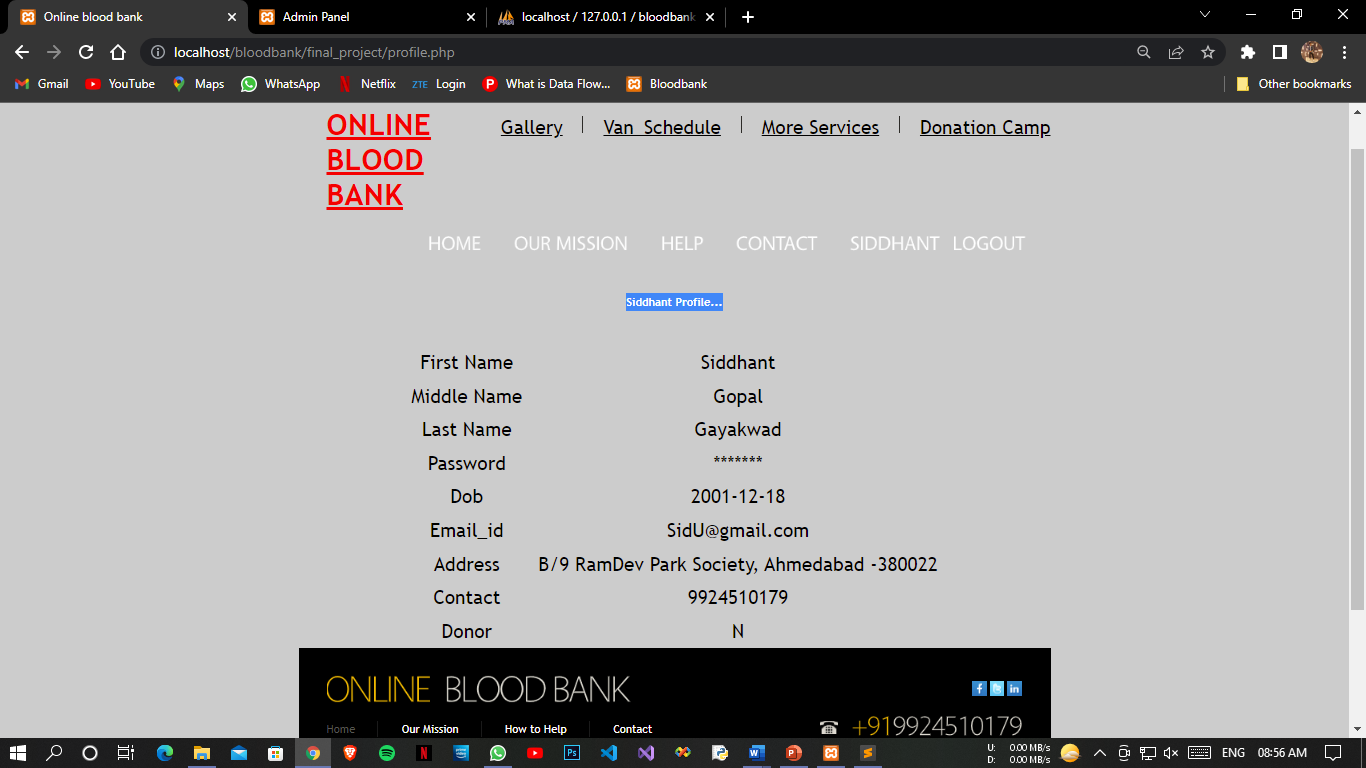 Online blood bank
Admin Panel
localhost / 127.0.0.1 / bloodbank
localhost/bloodbank/final_project/profile.php
Gmail YouTube Maps WhatsApp Netflix ZTE Login What is Data Flow... Bloodbank Other bookmarks
ONLINE
BLOOD
BANK
Gallery Van Schedule More Services Donation Camp
HOME OUR MISSION HELP CONTACT SIDDHANT LOGOUT
Siddhant Profile...
First Name Siddhant
Middle Name Gopal
Last Name Gayakwad
Password *******
Dob 2001-12-18
Email_id SidU@gmail.com
Address B/9 RamDev Park Society, Ahmedabad -380022
Contact 9924510179
Donor N
ONLINE BLOOD BANK
Home Our Mission How to Help Contact
+919924510179
U: 0.00 MB/s
D: 0.00 MB/s
ENG 08:56 AM